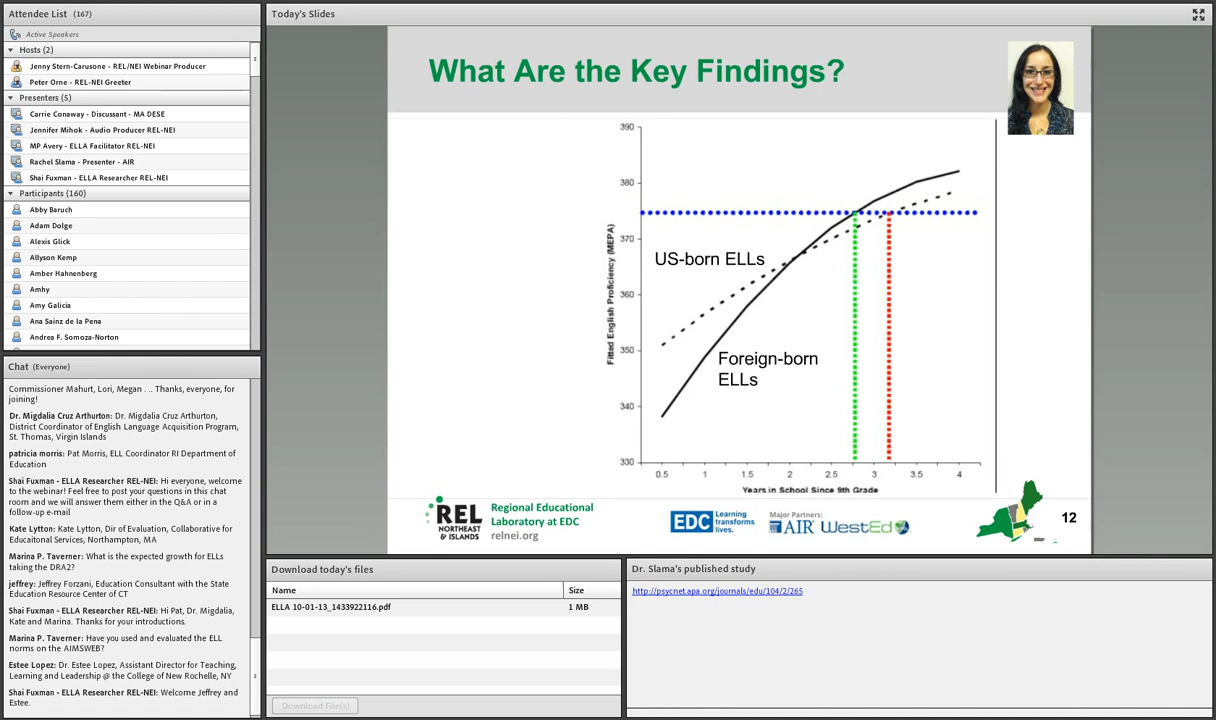 Attendee List (167)
Active Speakers
Hosts (2)
Jenny Stern-Carusone - REL/NEI Webinar Producer
Peter Orne - REL-NEI Greeter
Presenters (5)
Carrie Conaway - Discussant - MA DESE
Jennifer Mihok - Audio Producer REL-NEI
MP Avery - ELLA Facilitator REL-NEI
Rachel Slama - Presenter - AIR
Shai Fuxman - ELLA Researcher REL-NEI
Participants (160)
Abby Baruch
Adam Dolge
Alexis Glick
Allyson Kemp
Amber Hahnenberg
Amhy
Amy Galicia
Ana Sainz de la Pena
Andrea F. Somoza-Norton
Chat (Everyone)
Commissioner Mahurt, Lori, Megan . .. Thanks, everyone, for
joining!
Dr. Migdalia Cruz Arthurton: Dr. Migdalia Cruz Arthurton,
District Coordinator of English Language Acquisition Program,
St. Thomas, Virgin Islands
patricia morris: Pat Morris, ELL Coordinator RI Department of
Education
Shai Fuxman - ELLA Researcher REL-NEI: Hi everyone, welcome
to the webinar! Feel free to post your questions in this chat
room and we will answer them either in the Q&A or in a
follow-up e-mail
Kate Lytton: Kate Lytton, Dir of Evaluation, Collaborative for
Educaitonal Services, Northampton, MA
Marina P. Taverner: What is the expected growth for ELLs
taking the DRA2?
jeffrey: Jeffrey Forzani, Education Consultant with the State
Education Resource Center of CT
Shai Fuxman - ELLA Researcher REL-NEI: Hi Pat, Dr. Migdalia,
Kate and Marina. Thanks for your introductions.
Marina P. Taverner: Have you used and evaluated the ELL
norms on the AIMSWEB?
Estee Lopez: Dr. Estee Lopez, Assistant Director for Teaching,
Learning and Leadership @ the College of New Rochelle, NY
Shai Fuxman - ELLA Researcher REL-NEI: Welcome Jeffrey and
Estee.
Today's Slides
What Are the Key Findings?
390
380
370
360
350
340
330
Fitted English Proficiency (MEPA)
US-born ELLs
Foreign-born
ELLs
0.5 1 1.5 2 2.5 3 3.5 4
Years in School Since 9th Grade
REL
NORTHEAST
& ISLANDS
Regional Educational
Laboratory at EDC
relnei.org
EDC
Learning
transforms
lives.
Major Partners:
AIR WestEd
12
Download today's files
Name Size
ELLA 10-01-13_1433922116.pdf 1 MB
Download File(s)
Dr. Slama's published study
http://psycnet.apa.org/journals/edu/104/2/265